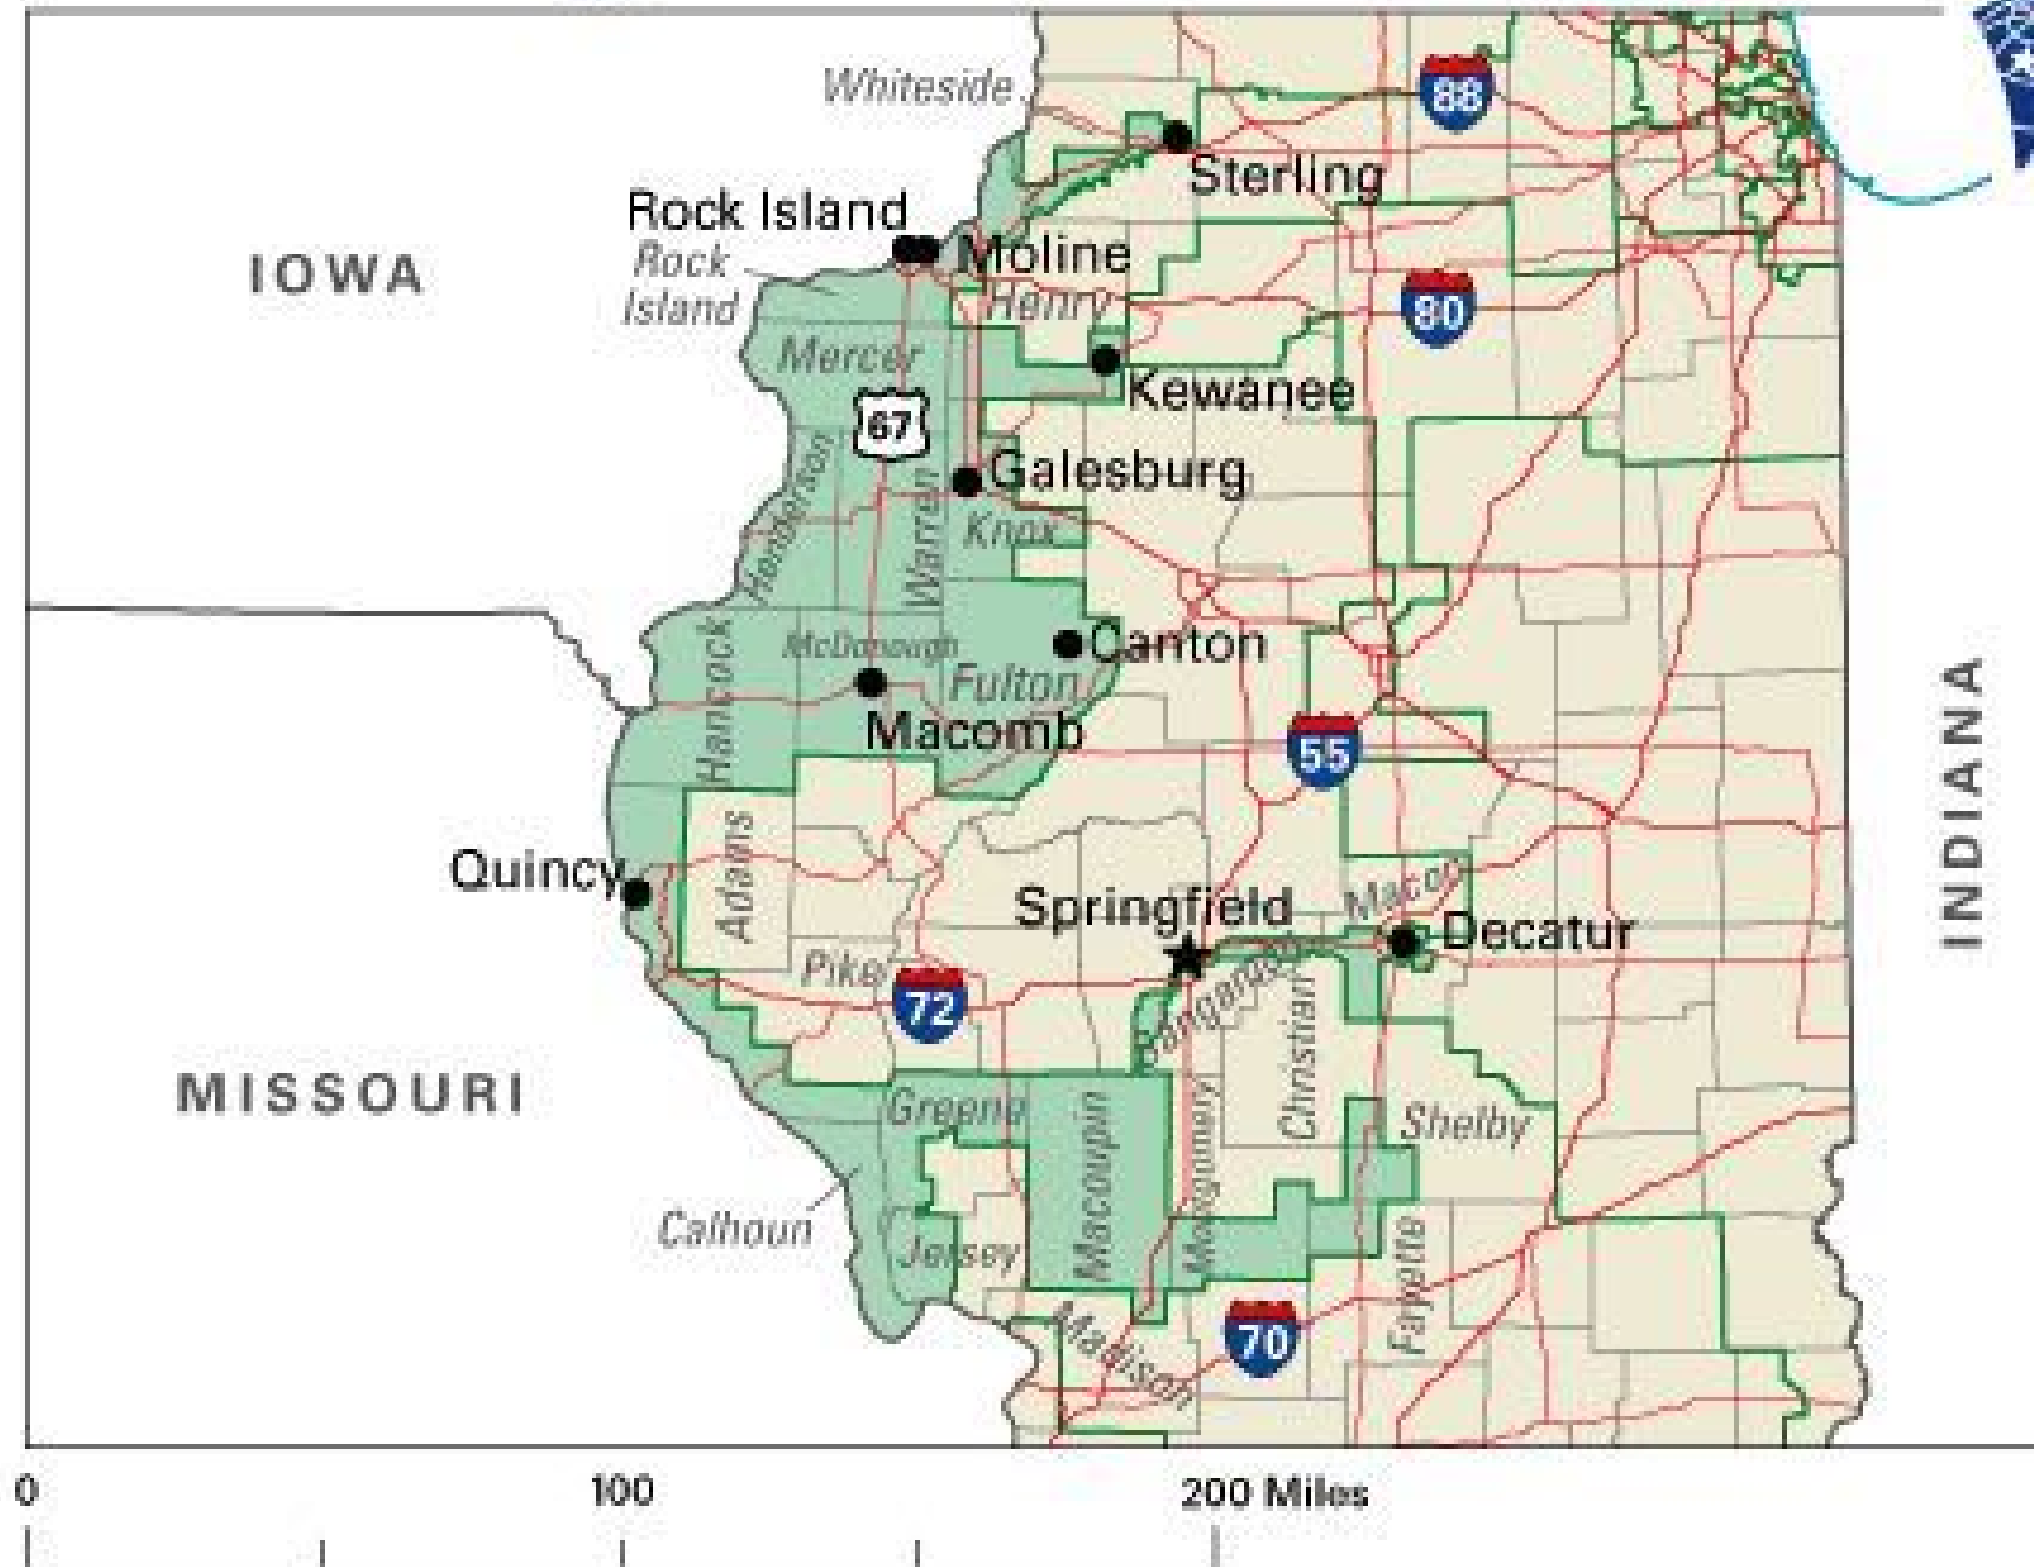 Whiteside
88
Sterling
Rock Island
Rock
Island
Moline
Henry
IOWA
80
Mercer
Kewanee
67
Galesburg
Henderson
Warren
Knox
McDonough
Canton
Hancock
Fulton
Macomb
55
INDIANA
Quincy
Adams
Springfield
Macon
Decatur
Pike
72
Sangamon
Christian
MISSOURI
Greene
Macoupin
Montgomery
Shelby
Calhoun
Jersey
Fayette
Madison
70
0
100
200 Miles